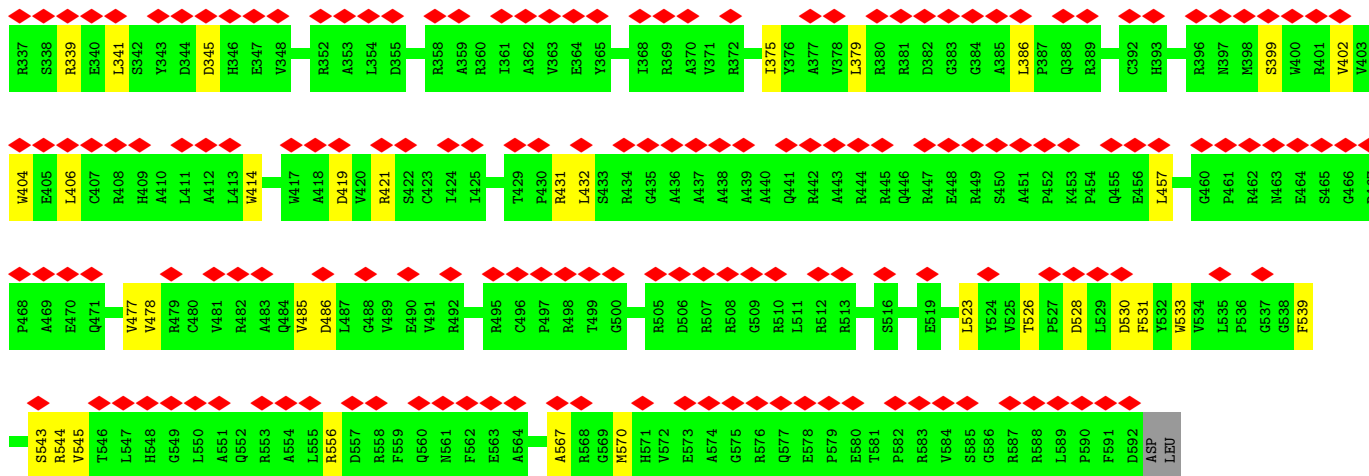 R337 S338 R339 E340 L341 S342 Y343 D344 D345 H346 E347 V348 R352 A353 L354 D355 R358 A359 R360 I361 A362 V363 E364 Y365 I368 R369 A370 V371 R372 I375 Y376 A377 V378 L379 R380 R381 D382 G383 G384 A385 L386 P387 Q388 R389 C392 H393 R396 N397 M398 S399 W400 R401 V402 V403
W404 E405 L406 C407 R408 H409 A410 L411 A412 L413 W414 W417 A418 D419 V420 R421 S422 C423 I424 I425 T429 P430 R431 L432 S433 R434 G435 A436 A437 A438 A439 A440 Q441 R442 A443 R444 R445 Q446 R447 E448 R449 S450 A451 P452 K453 P454 Q455 E456 L457 G460 P461 R462 N463 E464 S465 G466
P468 A469 E470 Q471 V477 V478 R479 C480 V481 R482 A483 Q484 V485 D486 L487 G488 V489 E490 V491 R492 R495 C496 P497 R498 T499 G500 R505 D506 R507 R508 G509 R510 L511 R512 R513 S516 E519 L523 Y524 V525 T526 P527 D528 L529 D530 F531 Y532 W533 V534 L535 P536 G537 G538 F539
S543 R544 V545 T546 L547 H548 G549 L550 A551 Q552 R553 A554 L555 R556 D557 R558 F559 Q560 N561 F562 E563 A564 A567 R568 G569 M570 H571 V572 E573 A574 G575 R576 Q577 E578 P579 E580 T581 P582 R583 V584 S585 G586 R587 R588 L589 P590 F591 D592 ASP LEU